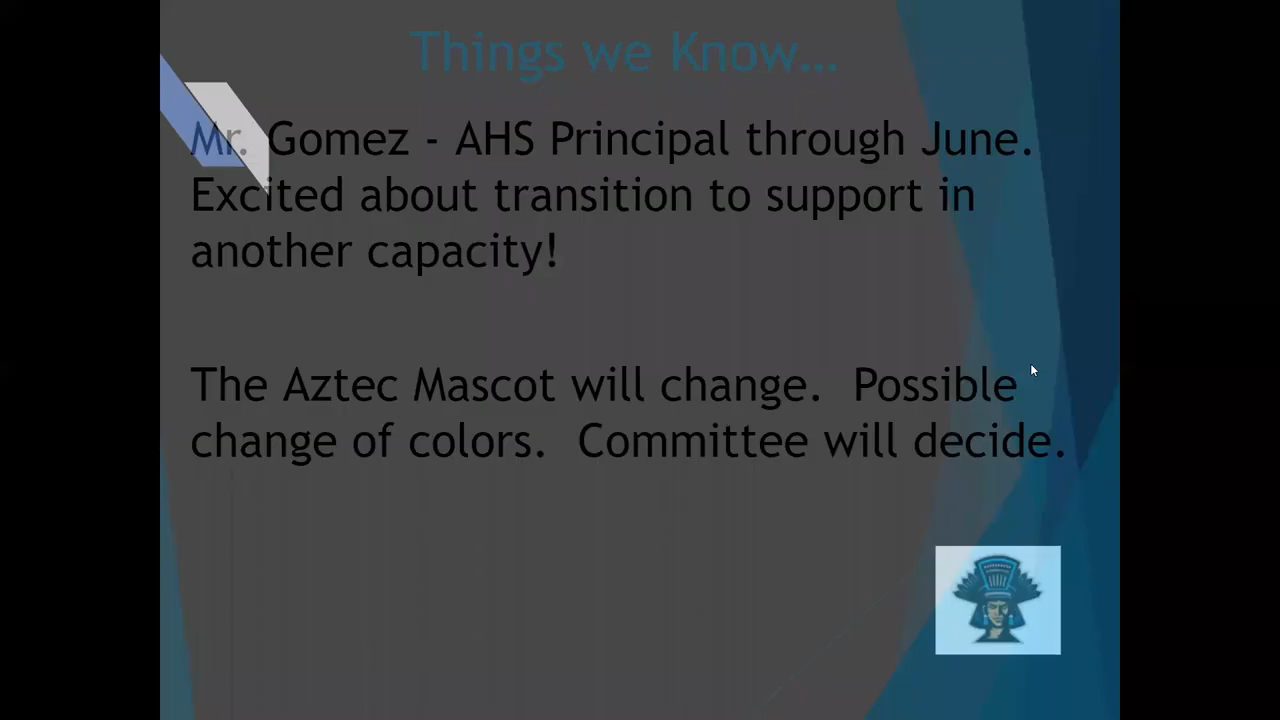 Things we Know…
Mr. Gomez - AHS Principal through June.
Excited about transition to support in
another capacity!
The Aztec Mascot will change.  Possible
change of colors.  Committee will decide.